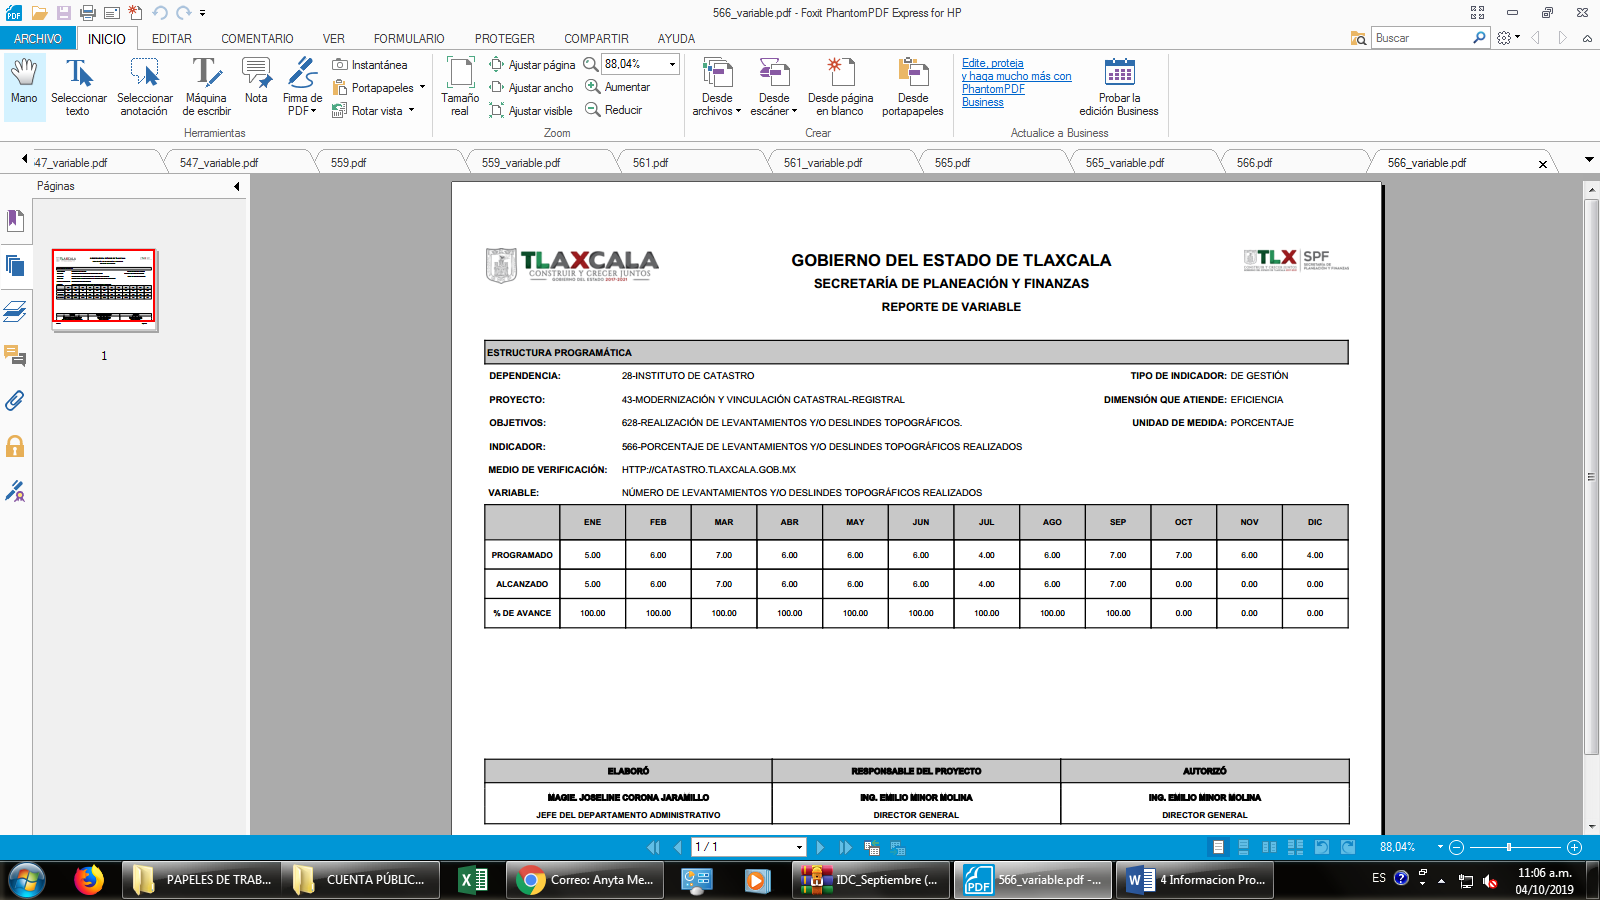 566_variable.pdf - Foxit PhantomPDF Express for HP
ARCHIVO INICIO EDITAR COMENTARIO VER FORMULARIO PROTEGER COMPARTIR AYUDA Buscar
Mano
Seleccionar texto
Seleccionar anotación
Máquina de escribir
Nota
Firma de PDF
Instantánea
Portapapeles
Rotar vista
Herramientas
Tamaño real
Ajustar página
Ajustar ancho
Ajustar visible
88,04%
Aumentar
Reducir
Zoom
Desde archivos
Desde escáner
Desde página en blanco
Desde portapapeles
Crear
Edite, proteja
y haga mucho más con
PhantomPDF
Business
Probar la edición Business
Actualice a Business
47_variable.pdf 547_variable.pdf 559.pdf 559_variable.pdf 561.pdf 561_variable.pdf 565.pdf 565_variable.pdf 566.pdf 566_variable.pdf
Páginas
1
TLAXCALA
CONSTRUIR Y CRECER JUNTOS
GOBIERNO DEL ESTADO 2017-2021
GOBIERNO DEL ESTADO DE TLAXCALA
SECRETARÍA DE PLANEACIÓN Y FINANZAS
REPORTE DE VARIABLE
TLX SPF
CONSTRUIR Y CRECER JUNTOS
SECRETARÍA DE
PLANEACIÓN Y FINANZAS
ESTRUCTURA PROGRAMÁTICA
DEPENDENCIA: 28-INSTITUTO DE CATASTRO TIPO DE INDICADOR: DE GESTIÓN
PROYECTO: 43-MODERNIZACIÓN Y VINCULACIÓN CATASTRAL-REGISTRAL DIMENSIÓN QUE ATIENDE: EFICIENCIA
OBJETIVOS: 628-REALIZACIÓN DE LEVANTAMIENTOS Y/O DESLINDES TOPOGRÁFICOS. UNIDAD DE MEDIDA: PORCENTAJE
INDICADOR: 566-PORCENTAJE DE LEVANTAMIENTOS Y/O DESLINDES TOPOGRÁFICOS REALIZADOS
MEDIO DE VERIFICACIÓN: HTTP://CATASTRO.TLAXCALA.GOB.MX
VARIABLE: NÚMERO DE LEVANTAMIENTOS Y/O DESLINDES TOPOGRÁFICOS REALIZADOS
ENE FEB MAR ABR MAY JUN JUL AGO SEP OCT NOV DIC
PROGRAMADO 5.00 6.00 7.00 6.00 6.00 6.00 4.00 6.00 7.00 7.00 6.00 4.00
ALCANZADO 5.00 6.00 7.00 6.00 6.00 6.00 4.00 6.00 7.00 0.00 0.00 0.00
% DE AVANCE 100.00 100.00 100.00 100.00 100.00 100.00 100.00 100.00 100.00 0.00 0.00 0.00
ELABORÓ RESPONSABLE DEL PROYECTO AUTORIZÓ
MAGIE. JOSELINE CORONA JARAMILLO ING. EMILIO MINOR MOLINA ING. EMILIO MINOR MOLINA
JEFE DEL DEPARTAMENTO ADMINISTRATIVO DIRECTOR GENERAL DIRECTOR GENERAL
1 / 1 88,04%
PAPELES DE TRAB... CUENTA PÚBLIC... Correo: Anyta Me... IDC_Septiembre (... 566_variable.pdf -... 4 Informacion Pro... ES 11:06 a.m.
04/10/2019